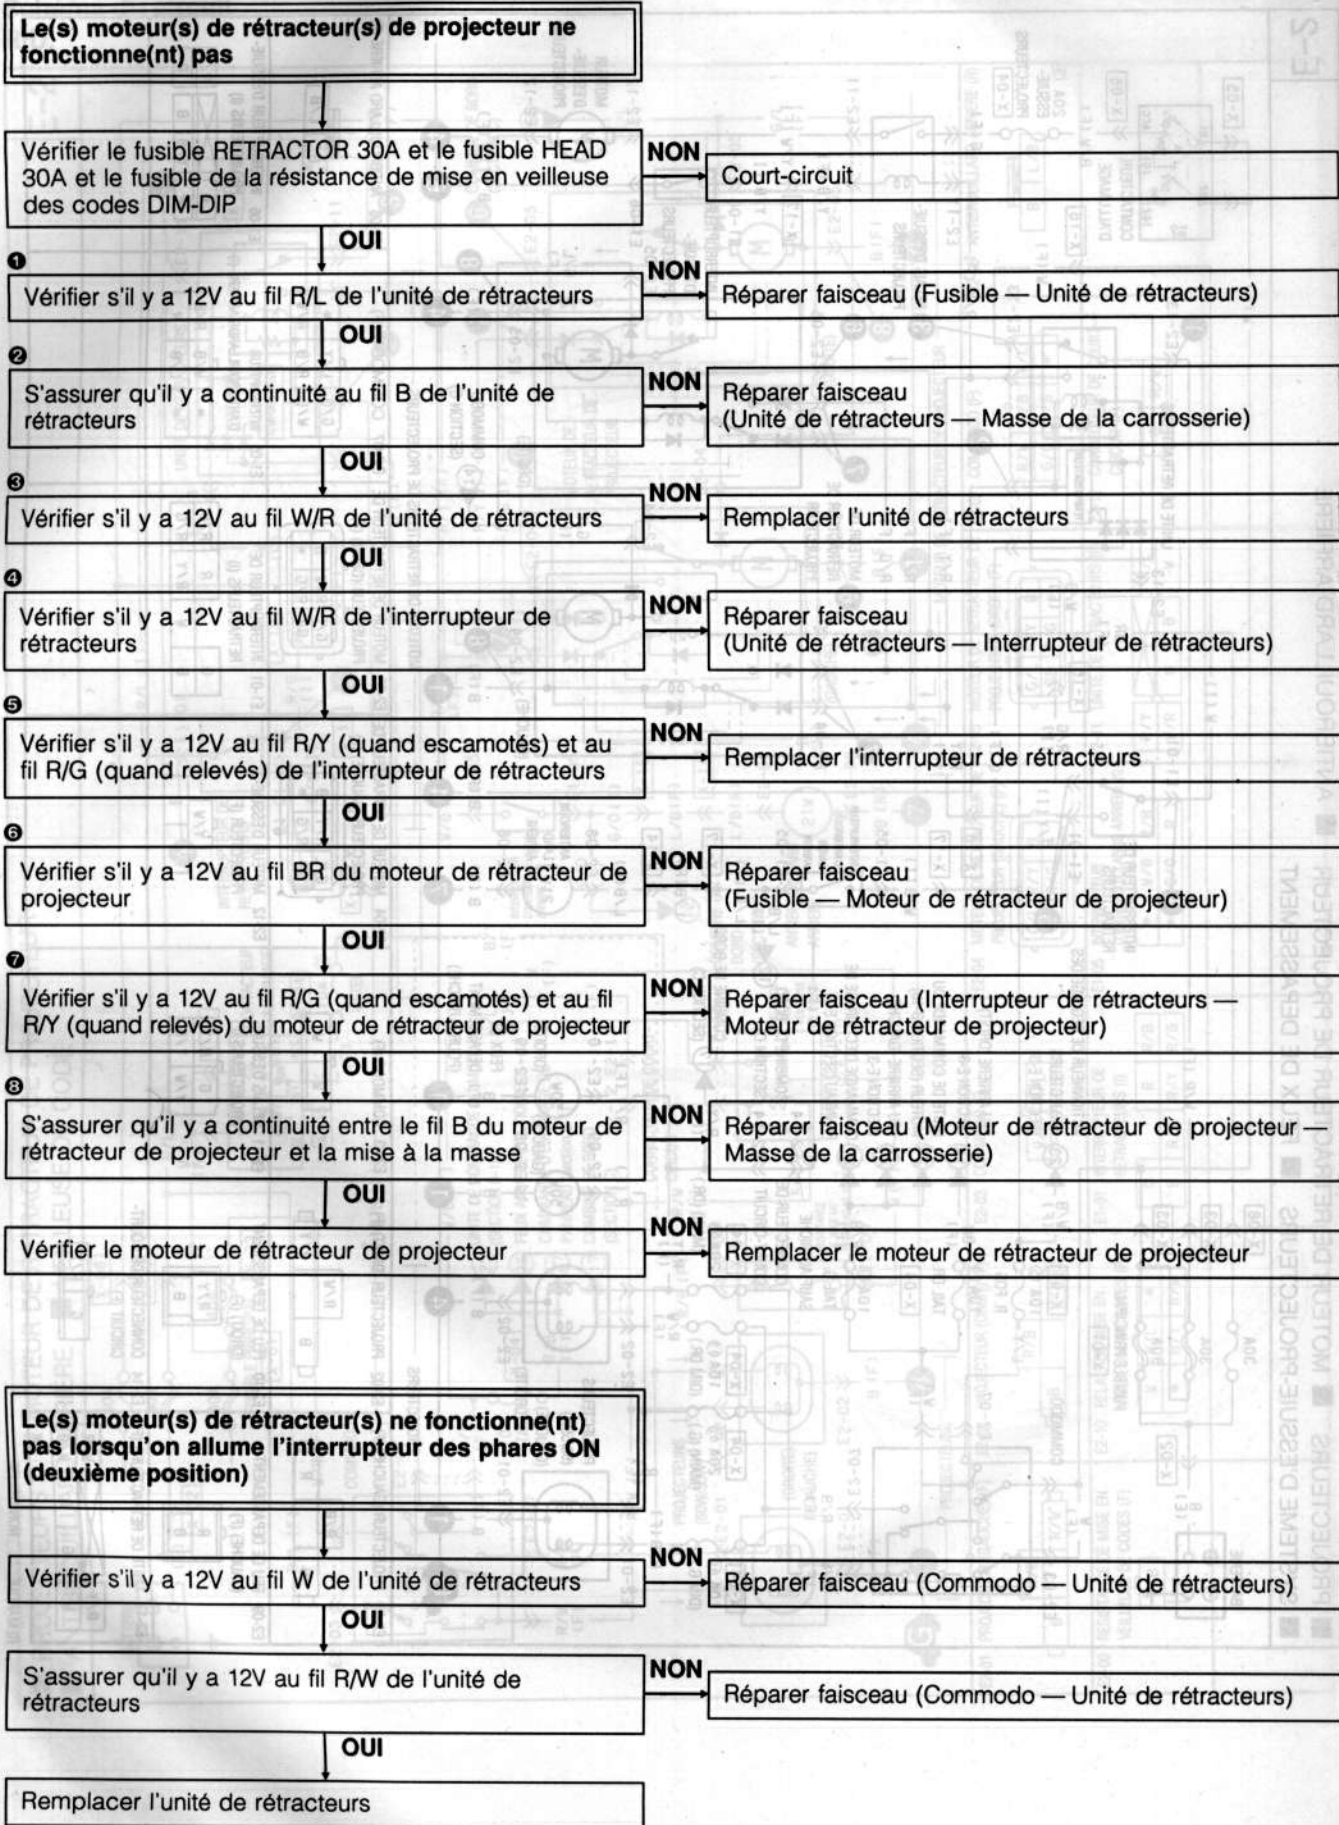 Le(s) moteur(s) de rétracteur(s) de projecteur ne
fonctionne(nt) pas
Vérifier le fusible RETRACTOR 30A et le fusible HEAD
30A et le fusible de la résistance de mise en veilleuse
des codes DIM-DIP
NON
Court-circuit
OUI
❶
Vérifier s'il y a 12V au fil R/L de l'unité de rétracteurs
NON
Réparer faisceau (Fusible — Unité de rétracteurs)
OUI
❷
S'assurer qu'il y a continuité au fil B de l'unité de
rétracteurs
NON
Réparer faisceau
(Unité de rétracteurs — Masse de la carrosserie)
OUI
❸
Vérifier s'il y a 12V au fil W/R de l'unité de rétracteurs
NON
Remplacer l'unité de rétracteurs
OUI
❹
Vérifier s'il y a 12V au fil W/R de l'interrupteur de
rétracteurs
NON
Réparer faisceau
(Unité de rétracteurs — Interrupteur de rétracteurs)
OUI
❺
Vérifier s'il y a 12V au fil R/Y (quand escamotés) et au
fil R/G (quand relevés) de l'interrupteur de rétracteurs
NON
Remplacer l'interrupteur de rétracteurs
OUI
❻
Vérifier s'il y a 12V au fil BR du moteur de rétracteur de
projecteur
NON
Réparer faisceau
(Fusible — Moteur de rétracteur de projecteur)
OUI
❼
Vérifier s'il y a 12V au fil R/G (quand escamotés) et au fil
R/Y (quand relevés) du moteur de rétracteur de projecteur
NON
Réparer faisceau (Interrupteur de rétracteurs —
Moteur de rétracteur de projecteur)
OUI
❽
S'assurer qu'il y a continuité entre le fil B du moteur de
rétracteur de projecteur et la mise à la masse
NON
Réparer faisceau (Moteur de rétracteur de projecteur —
Masse de la carrosserie)
OUI
Vérifier le moteur de rétracteur de projecteur
NON
Remplacer le moteur de rétracteur de projecteur
Le(s) moteur(s) de rétracteur(s) ne fonctionne(nt)
pas lorsqu'on allume l'interrupteur des phares ON
(deuxième position)
Vérifier s'il y a 12V au fil W de l'unité de rétracteurs
NON
Réparer faisceau (Commodo — Unité de rétracteurs)
OUI
S'assurer qu'il y a 12V au fil R/W de l'unité de
rétracteurs
NON
Réparer faisceau (Commodo — Unité de rétracteurs)
OUI
Remplacer l'unité de rétracteurs